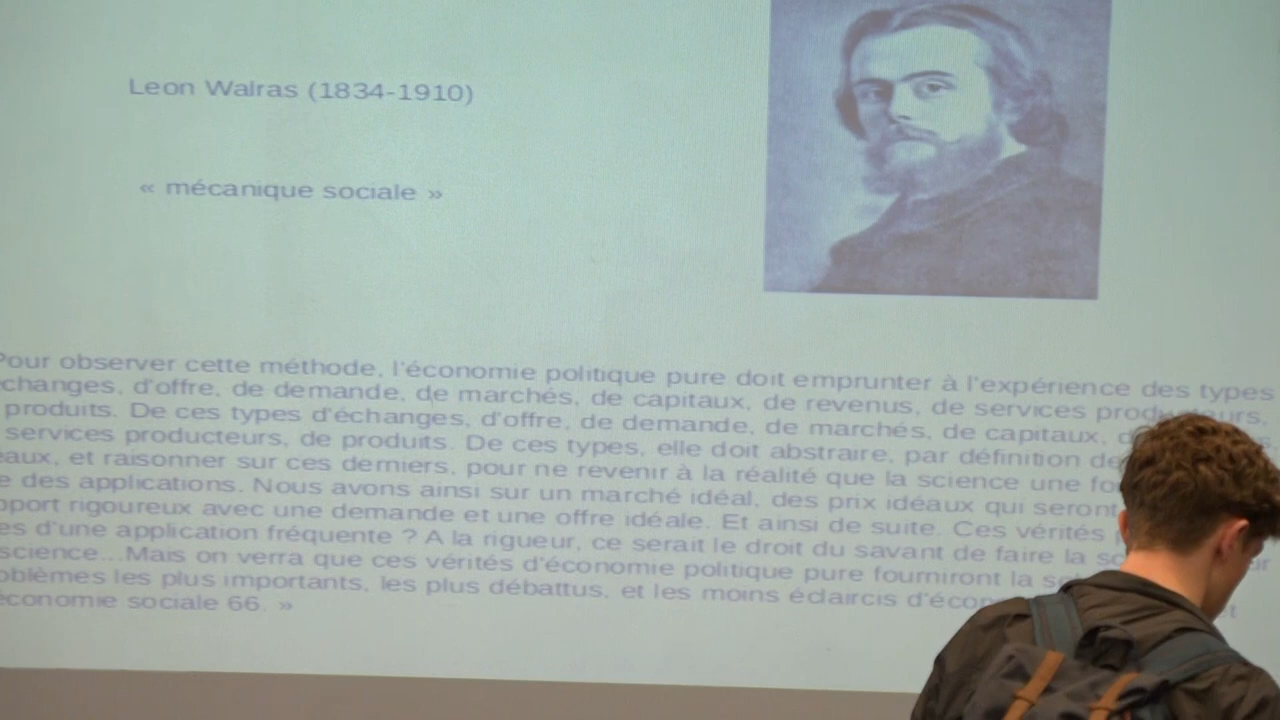 Leon Walras (1834-1910)
« mécanique sociale »
Pour observer cette méthode, l'économie politique pure doit emprunter à l'expérience des types
changes, d'offre, de demande, de marchés, de capitaux, de revenus, de services producteurs,
produits. De ces types d'échanges, d'offre, de demande, de marchés, de capitaux,
services producteurs, de produits. De ces types, elle doit abstraire, par définition
eaux, et raisonner sur ces derniers, pour ne revenir à la réalité que la science une
e des applications. Nous avons ainsi sur un marché idéal, des prix idéaux qui seront
pport rigoureux avec une demande et une offre idéale. Et ainsi de suite. Ces vérités
es d'une application fréquente ? A la rigueur, ce serait le droit du savant de faire la
science...Mais on verra que ces vérités d'économie politique pure fourniront la
oblèmes les plus importants, les plus débattus, et les moins éclaircis
économie sociale 66. »